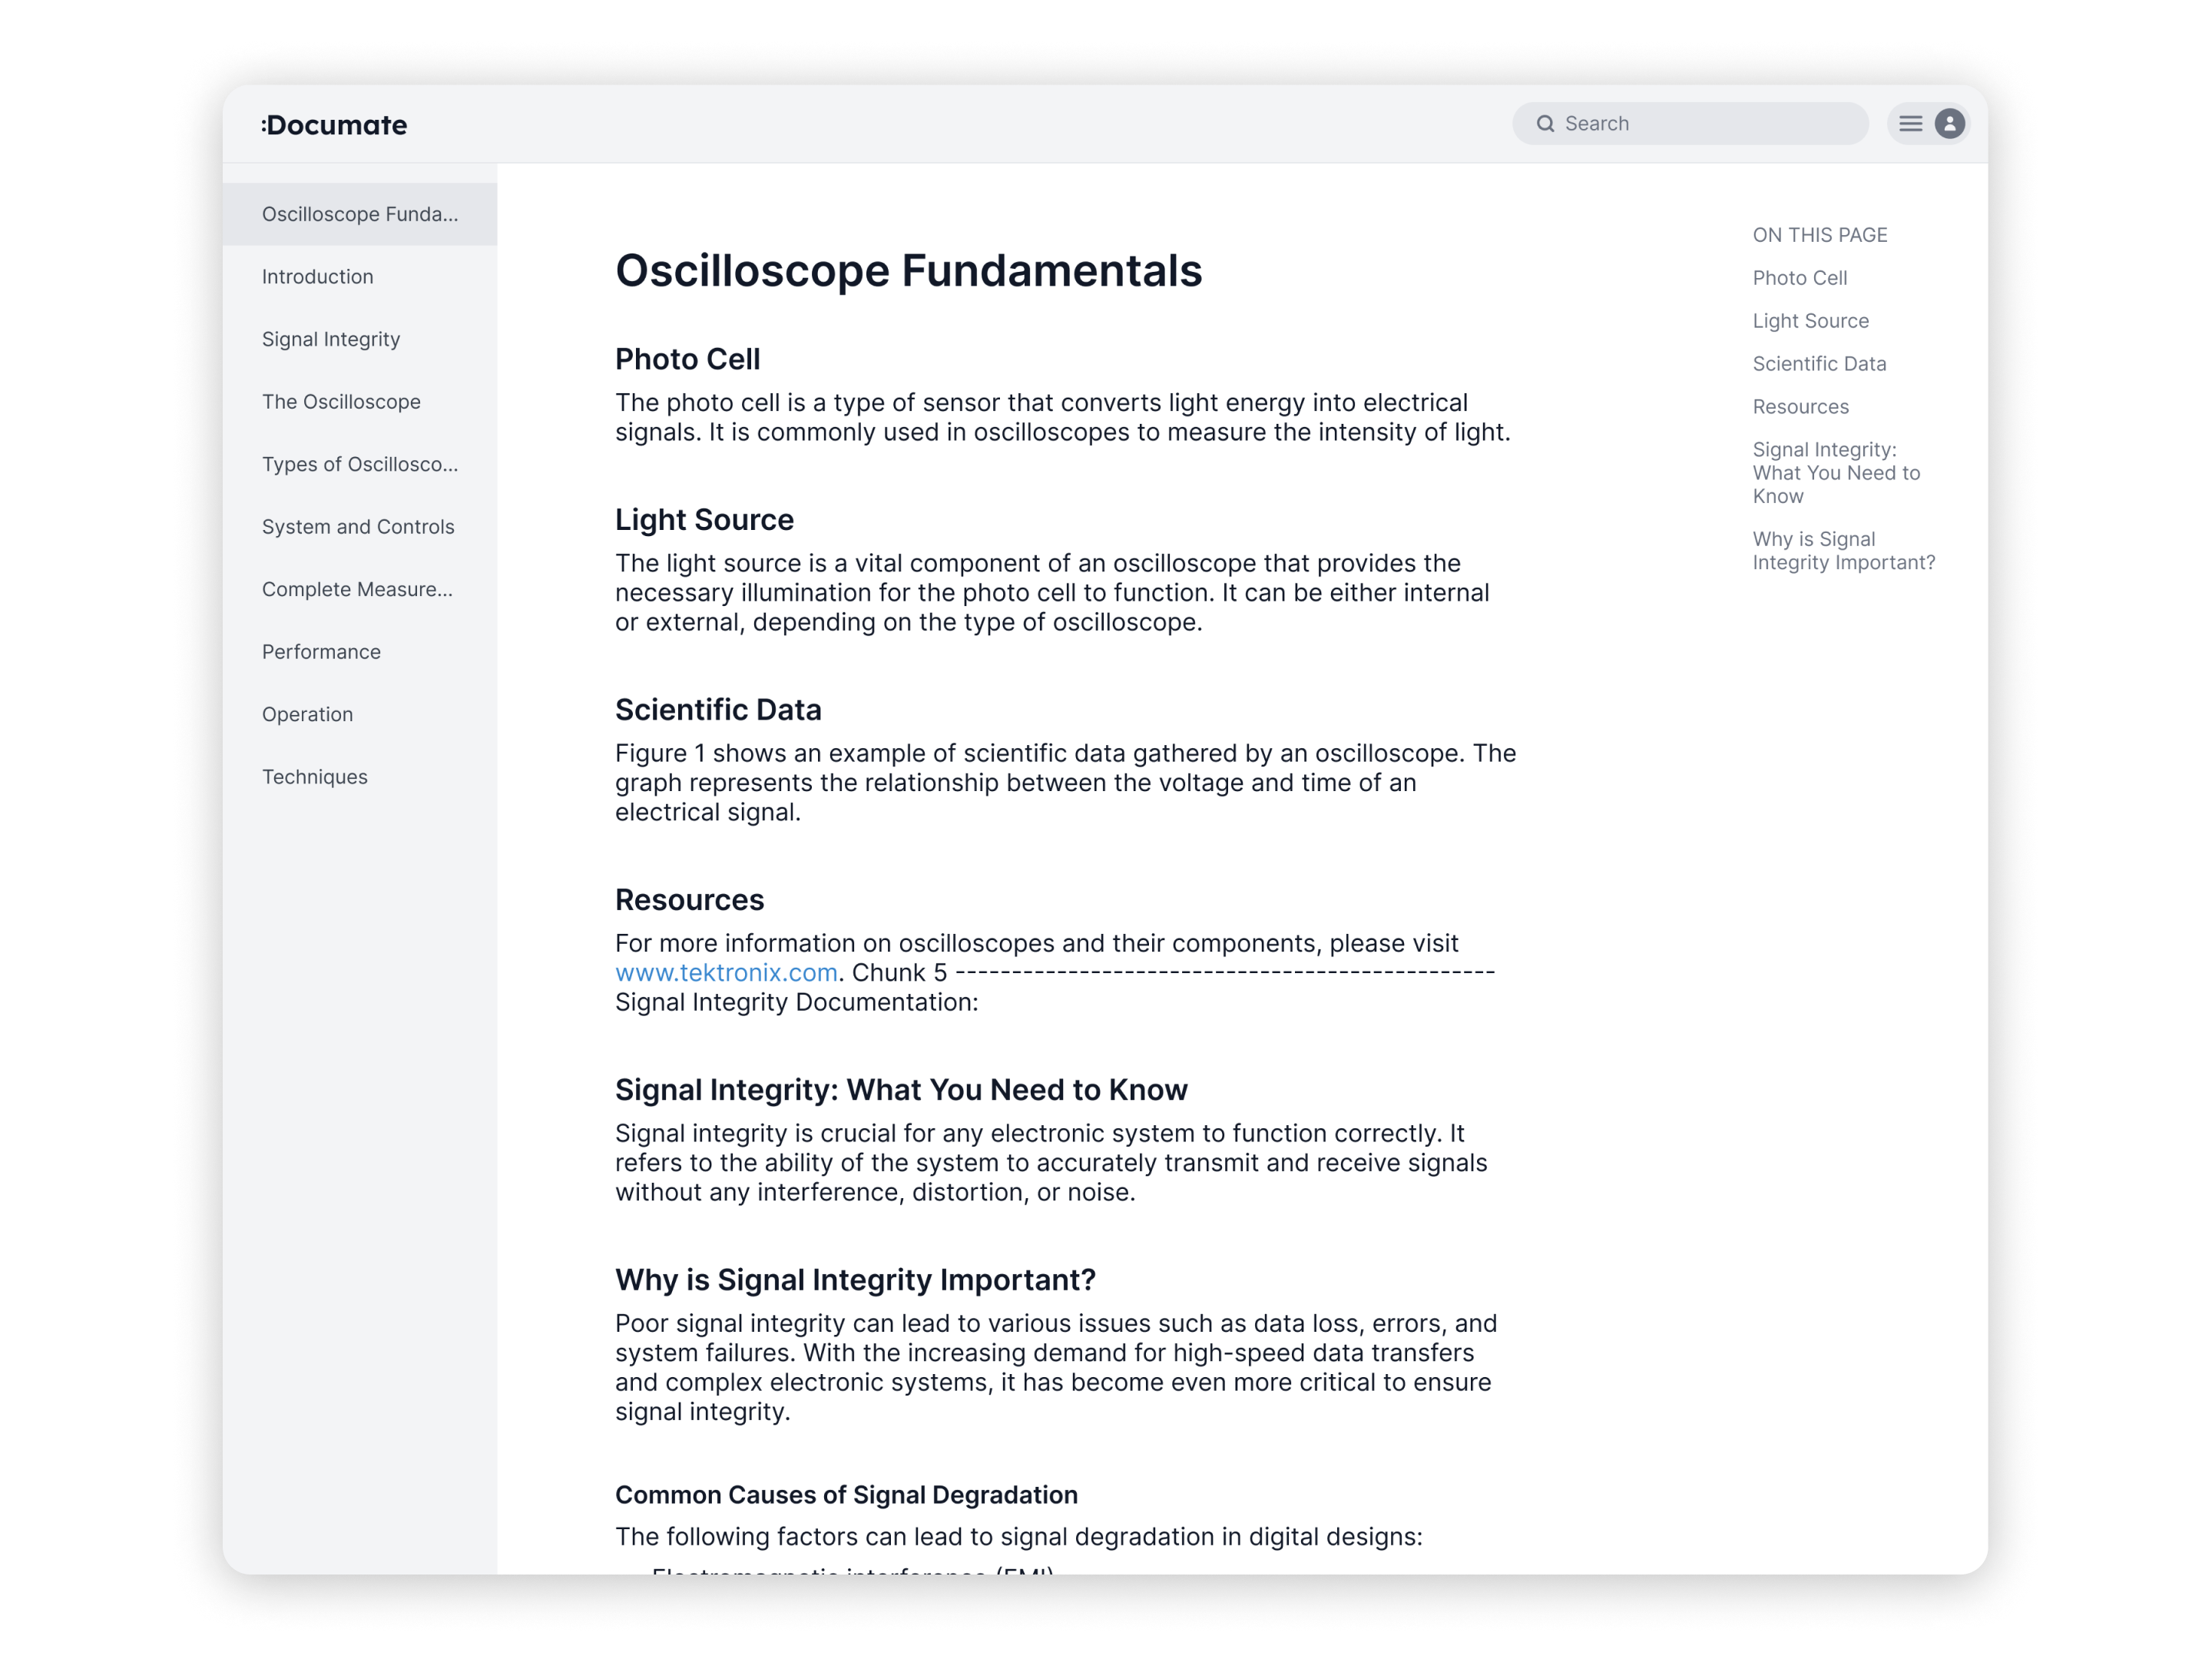 :Documate
Search
Oscilloscope Funda...
Introduction
Signal Integrity
The Oscilloscope
Types of Oscillosco...
System and Controls
Complete Measure...
Performance
Operation
Techniques
Oscilloscope Fundamentals
Photo Cell
The photo cell is a type of sensor that converts light energy into electrical
signals. It is commonly used in oscilloscopes to measure the intensity of light.
Light Source
The light source is a vital component of an oscilloscope that provides the
necessary illumination for the photo cell to function. It can be either internal
or external, depending on the type of oscilloscope.
Scientific Data
Figure 1 shows an example of scientific data gathered by an oscilloscope. The
graph represents the relationship between the voltage and time of an
electrical signal.
Resources
For more information on oscilloscopes and their components, please visit
www.tektronix.com. Chunk 5 ------------------------------------------------
Signal Integrity Documentation:
Signal Integrity: What You Need to Know
Signal integrity is crucial for any electronic system to function correctly. It
refers to the ability of the system to accurately transmit and receive signals
without any interference, distortion, or noise.
Why is Signal Integrity Important?
Poor signal integrity can lead to various issues such as data loss, errors, and
system failures. With the increasing demand for high-speed data transfers
and complex electronic systems, it has become even more critical to ensure
signal integrity.
Common Causes of Signal Degradation
The following factors can lead to signal degradation in digital designs:
Electromagnetic interference (EMI)
ON THIS PAGE
Photo Cell
Light Source
Scientific Data
Resources
Signal Integrity:
What You Need to
Know
Why is Signal
Integrity Important?